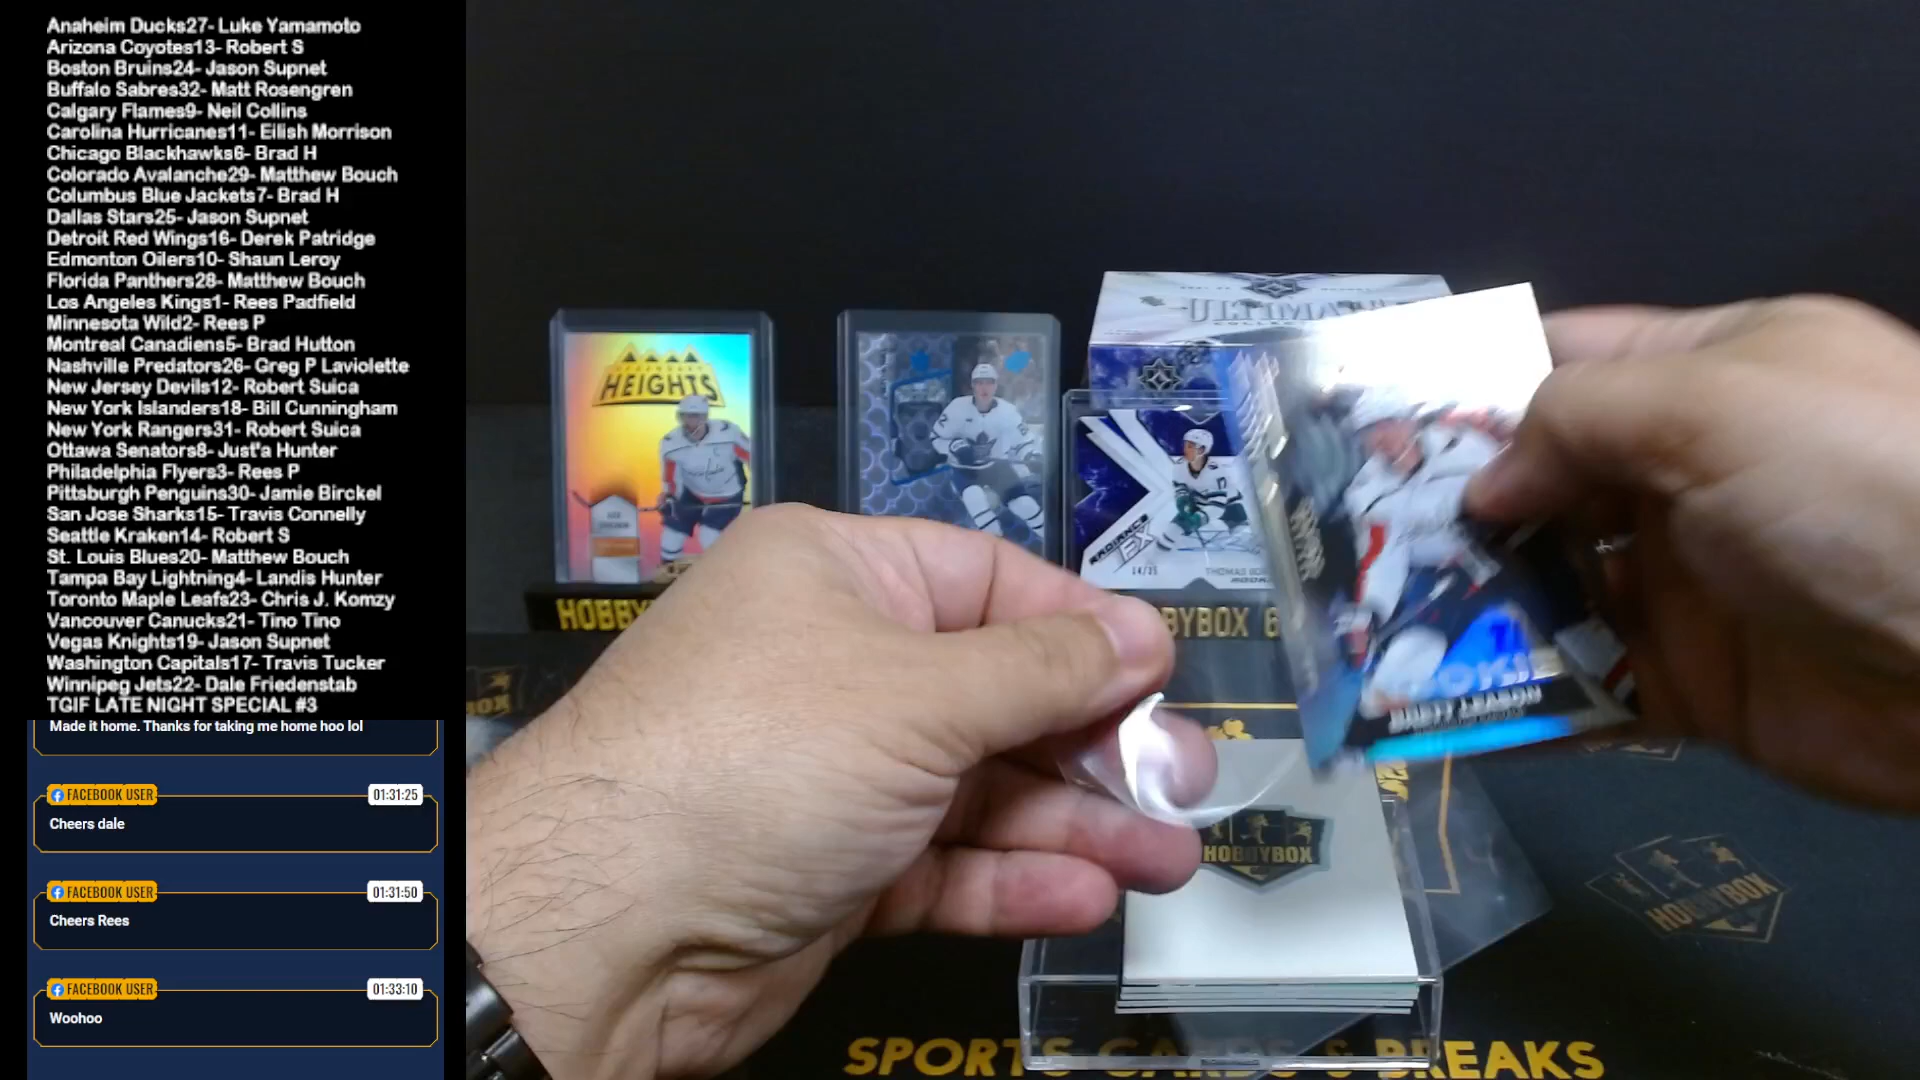 Anaheim Ducks27- Luke Yamamoto
Arizona Coyotes13- Robert S
Boston Bruins24- Jason Supnet
Buffalo Sabres32- Matt Rosengren
Calgary Flames9- Neil Collins
Carolina Hurricanes11- Eilish Morrison
Chicago Blackhawks6- Brad H
Colorado Avalanche29- Matthew Bouch
Columbus Blue Jackets7- Brad H
Dallas Stars25- Jason Supnet
Detroit Red Wings16- Derek Patridge
Edmonton Oilers10- Shaun Leroy
Florida Panthers28- Matthew Bouch
Los Angeles Kings1- Rees Padfield
Minnesota Wild2- Rees P
Montreal Canadiens5- Brad Hutton
Nashville Predators26- Greg P Laviolette
New Jersey Devils12- Robert Suica
New York Islanders18- Bill Cunningham
New York Rangers31- Robert Suica
Ottawa Senators8- Just'a Hunter
Philadelphia Flyers3- Rees P
Pittsburgh Penguins30- Jamie Birckel
San Jose Sharks15- Travis Connelly
Seattle Kraken14- Robert S
St. Louis Blues20- Matthew Bouch
Tampa Bay Lightning4- Landis Hunter
Toronto Maple Leafs23- Chris J. Komzy
Vancouver Canucks21- Tino Tino
Vegas Knights19- Jason Supnet
Washington Capitals17- Travis Tucker
Winnipeg Jets22- Dale Friedenstab
TGIF LATE NIGHT SPECIAL #3
Made it home. Thanks for taking me home hoo lol
FACEBOOK USER 01:31:25
Cheers dale
FACEBOOK USER 01:31:50
Cheers Rees
FACEBOOK USER 01:33:10
Woohoo
HEIGHTS
RADIANCE
FX
14/25
THOMAS
BRETT LEASON
HOBBYBOX
HOBBYBOX
SPORTS CARDS & BREAKS